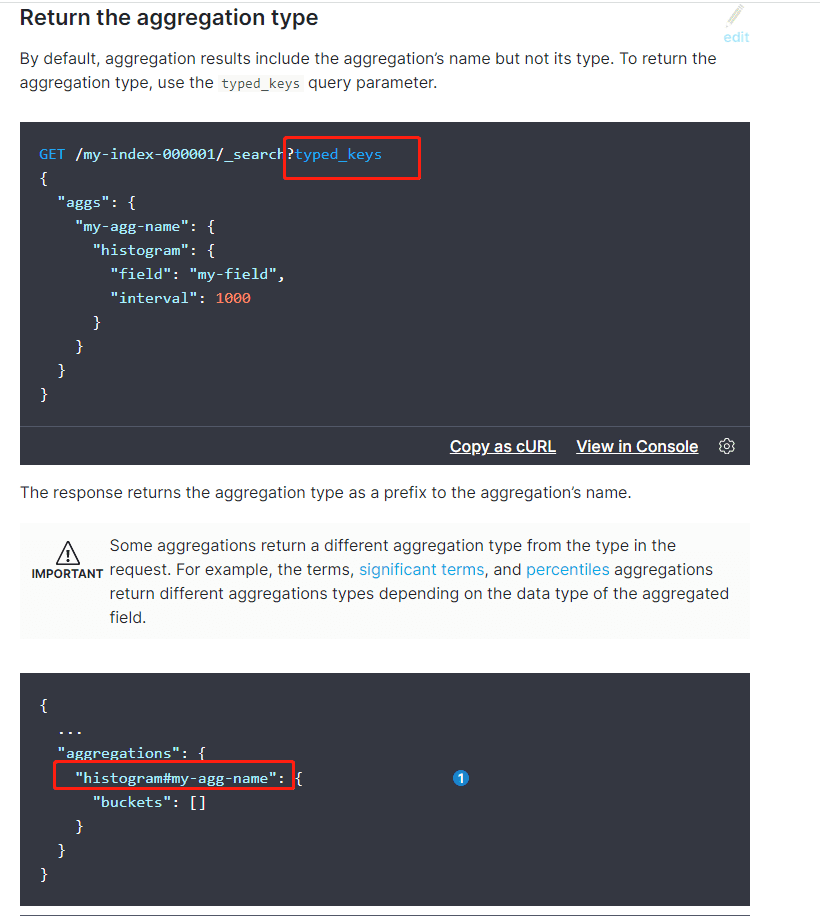 Return the aggregation type
edit
By default, aggregation results include the aggregation’s name but not its type. To return the
aggregation type, use the typed_keys query parameter.
GET /my-index-000001/_search?typed_keys
{
  "aggs": {
    "my-agg-name": {
      "histogram": {
        "field": "my-field",
        "interval": 1000
      }
    }
  }
}
Copy as cURL View in Console
The response returns the aggregation type as a prefix to the aggregation’s name.
IMPORTANT
Some aggregations return a different aggregation type from the type in the
request. For example, the terms, significant terms, and percentiles aggregations
return different aggregations types depending on the data type of the aggregated
field.
{
  ...
  "aggregations": {
    "histogram#my-agg-name": { 1
      "buckets": []
    }
  }
}